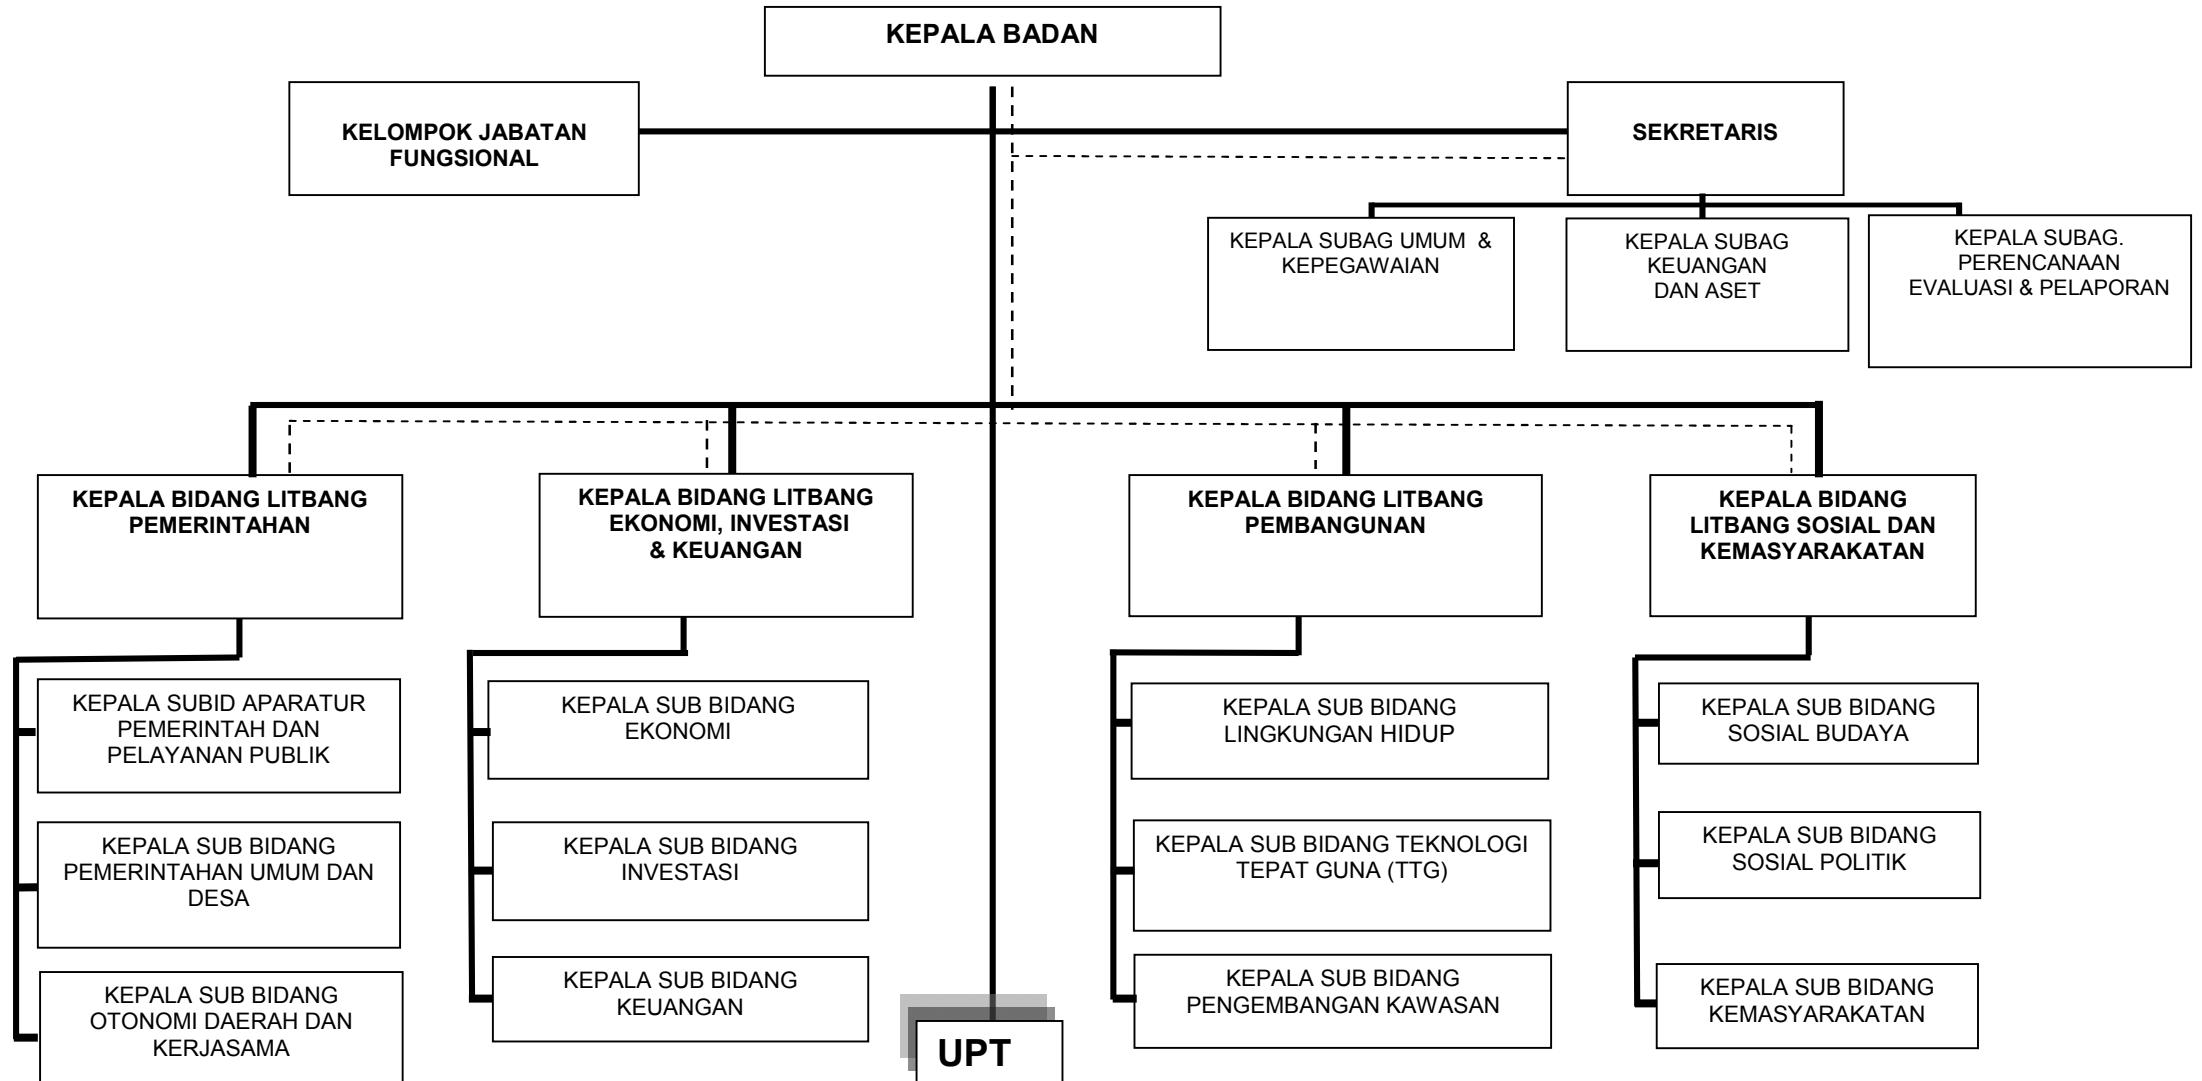 KEPALA BADAN
KELOMPOK JABATAN
FUNGSIONAL
SEKRETARIS
KEPALA SUBAG UMUM &
KEPEGAWAIAN
KEPALA SUBAG
KEUANGAN
DAN ASET
KEPALA SUBAG.
PERENCANAAN
EVALUASI & PELAPORAN
KEPALA BIDANG LITBANG
PEMERINTAHAN
KEPALA BIDANG LITBANG
EKONOMI, INVESTASI
& KEUANGAN
KEPALA BIDANG LITBANG
PEMBANGUNAN
KEPALA BIDANG
LITBANG SOSIAL DAN
KEMASYARAKATAN
KEPALA SUBID APARATUR
PEMERINTAH DAN
PELAYANAN PUBLIK
KEPALA SUB BIDANG
EKONOMI
KEPALA SUB BIDANG
LINGKUNGAN HIDUP
KEPALA SUB BIDANG
SOSIAL BUDAYA
KEPALA SUB BIDANG
PEMERINTAHAN UMUM DAN
DESA
KEPALA SUB BIDANG
INVESTASI
KEPALA SUB BIDANG TEKNOLOGI
TEPAT GUNA (TTG)
KEPALA SUB BIDANG
SOSIAL POLITIK
KEPALA SUB BIDANG
OTONOMI DAERAH DAN
KERJASAMA
KEPALA SUB BIDANG
KEUANGAN
KEPALA SUB BIDANG
PENGEMBANGAN KAWASAN
KEPALA SUB BIDANG
KEMASYARAKATAN
UPT